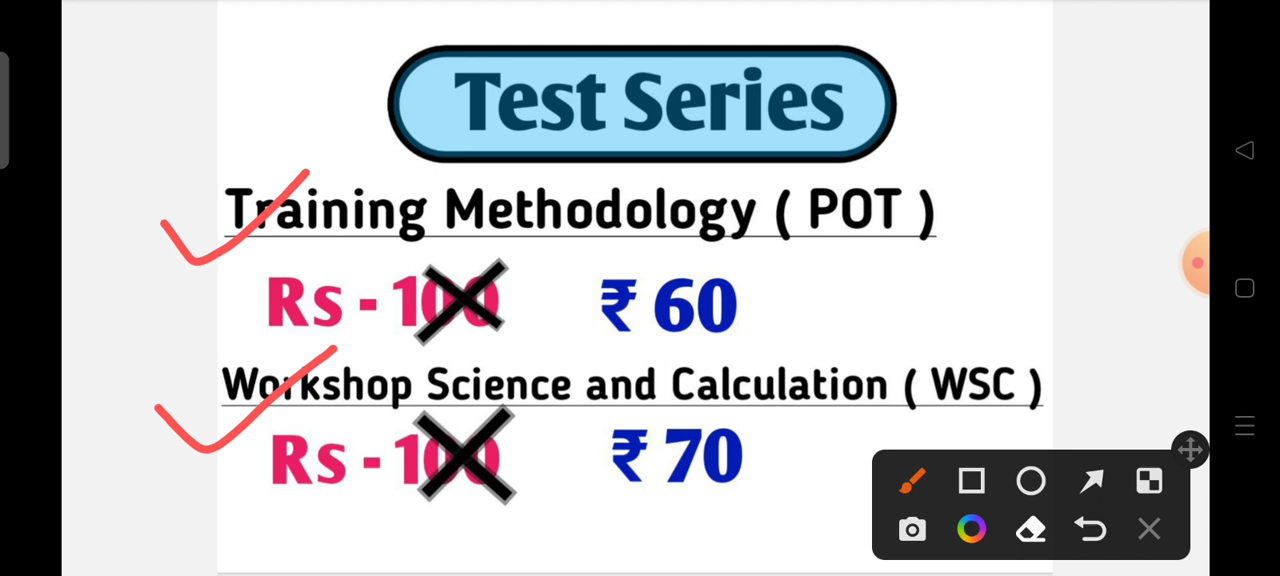 Test Series
Training Methodology ( POT )
Rs - 100 ₹ 60
Workshop Science and Calculation ( WSC )
Rs - 100 ₹ 70